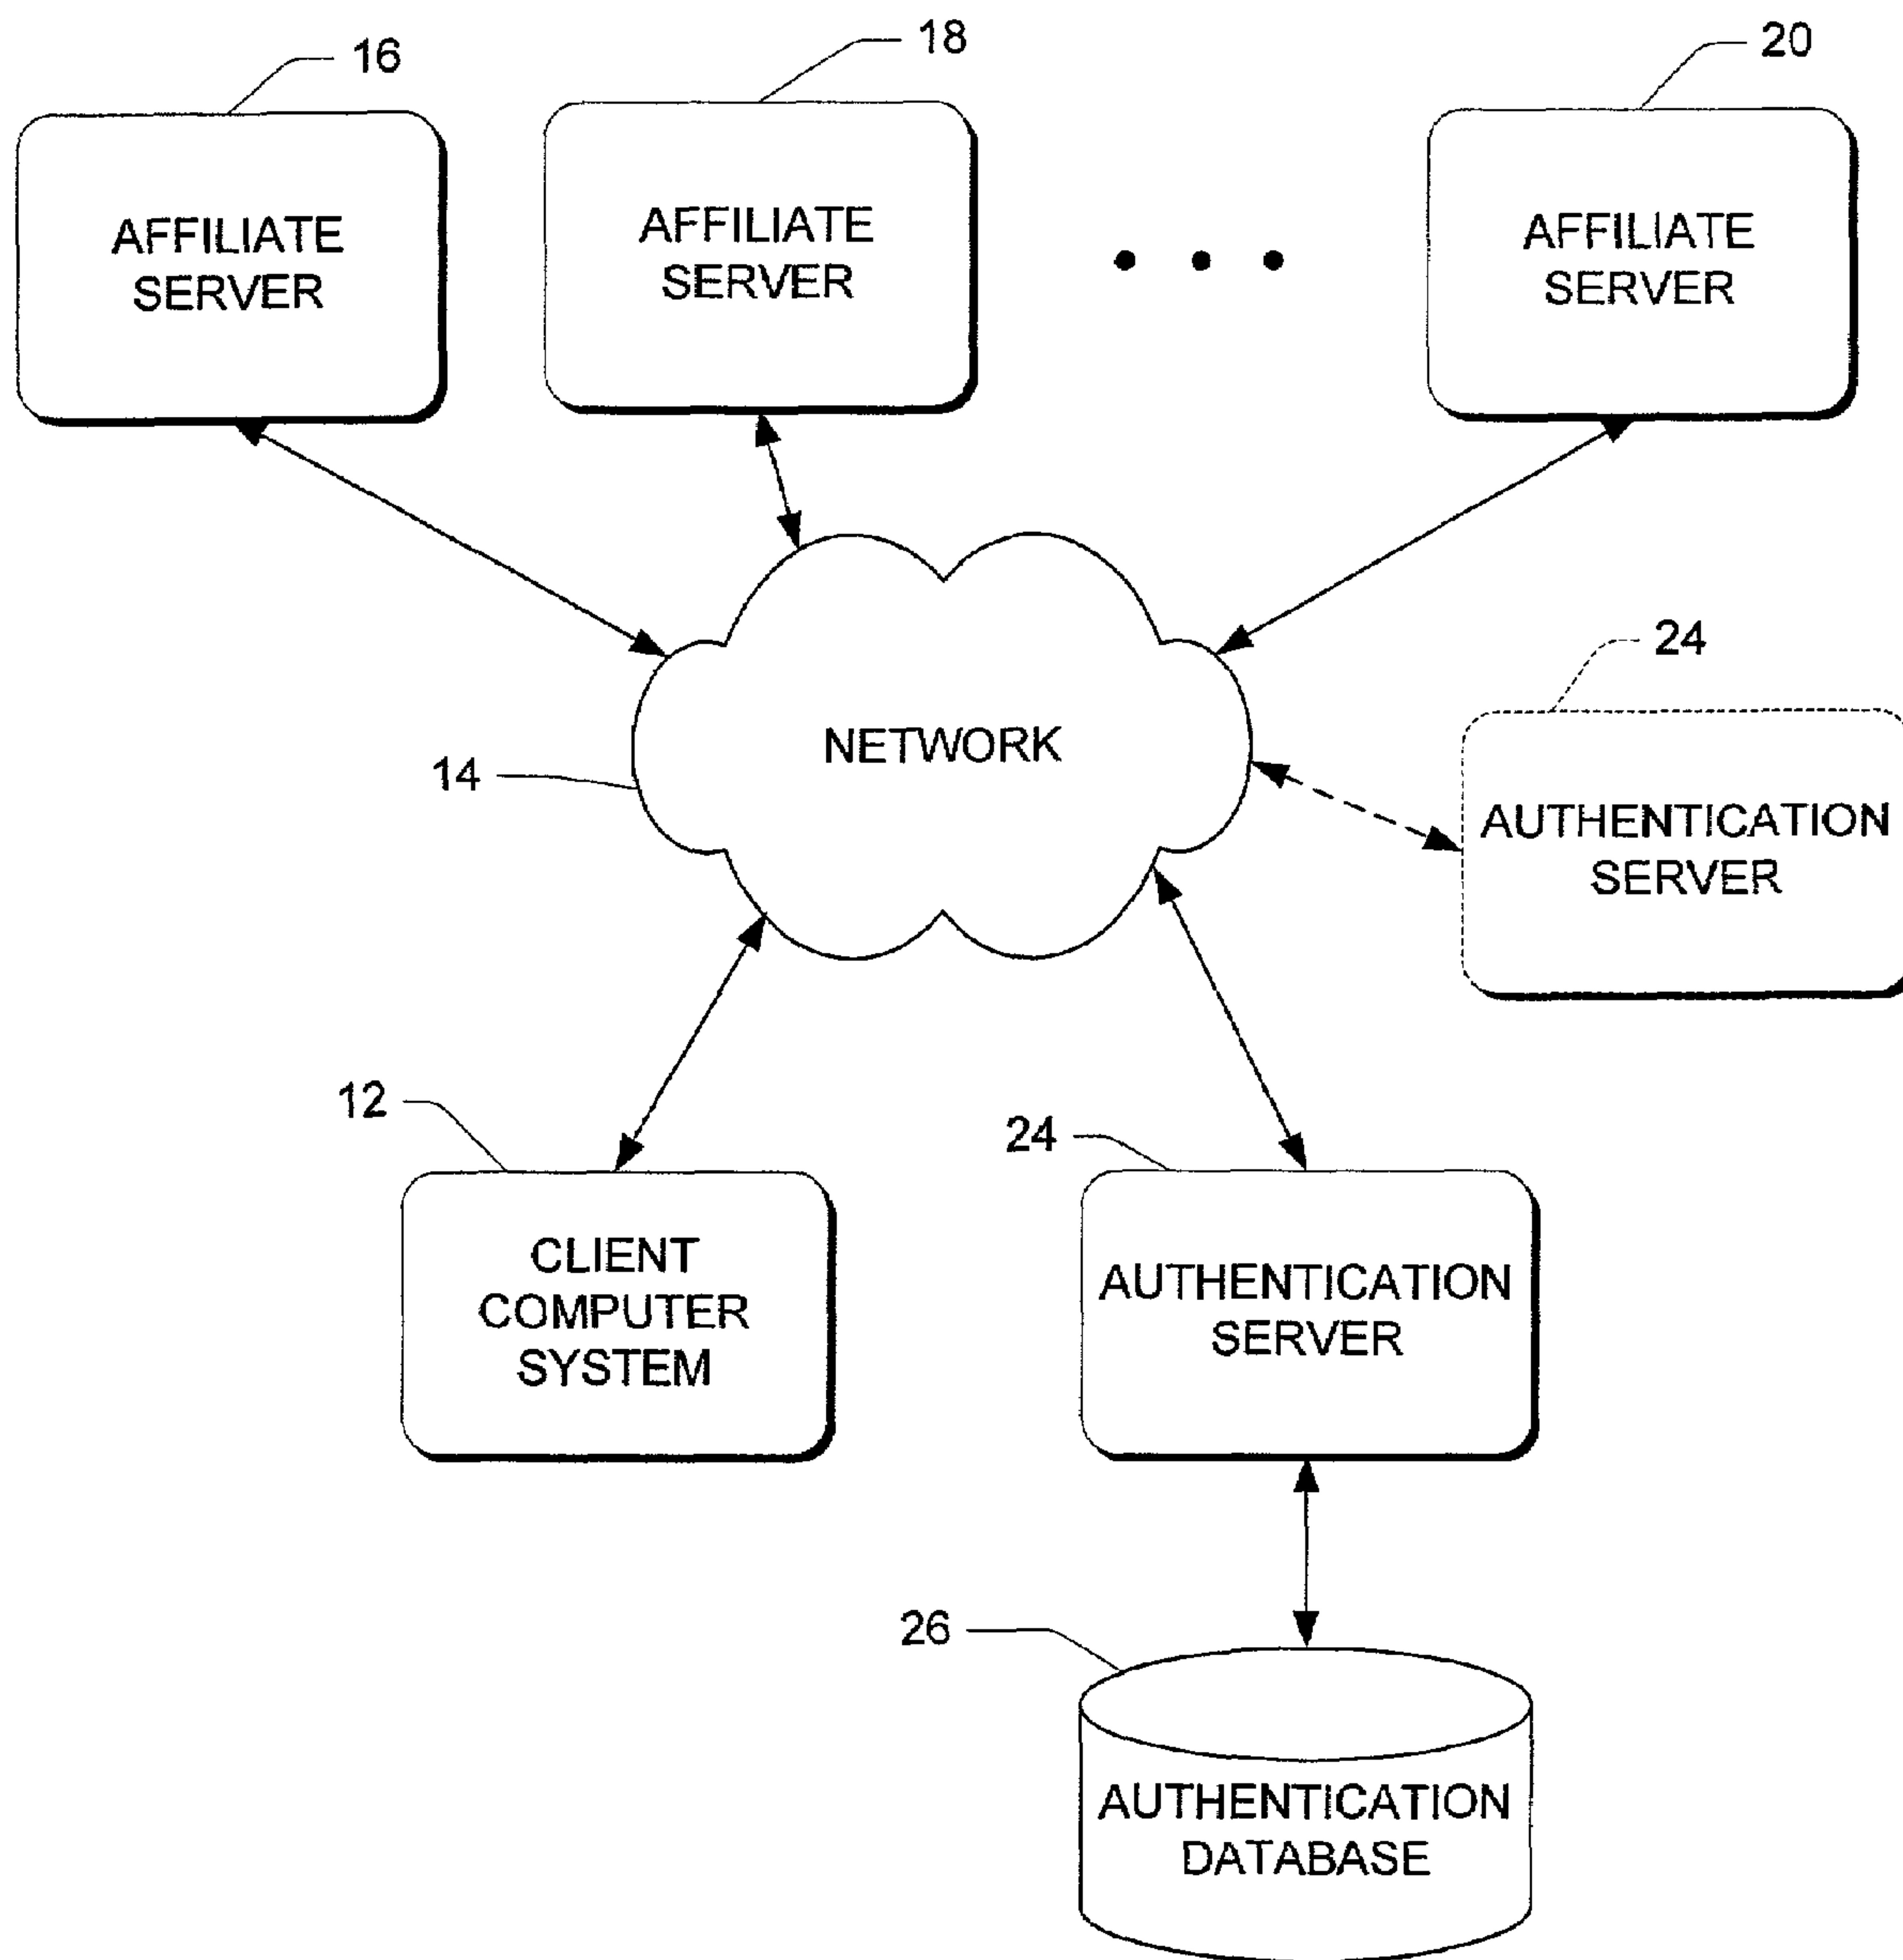 16
18
20
AFFILIATE
SERVER
AFFILIATE
SERVER
AFFILIATE
SERVER
NETWORK
14
24
AUTHENTICATION
SERVER
12
24
CLIENT
COMPUTER
SYSTEM
AUTHENTICATION
SERVER
26
AUTHENTICATION
DATABASE